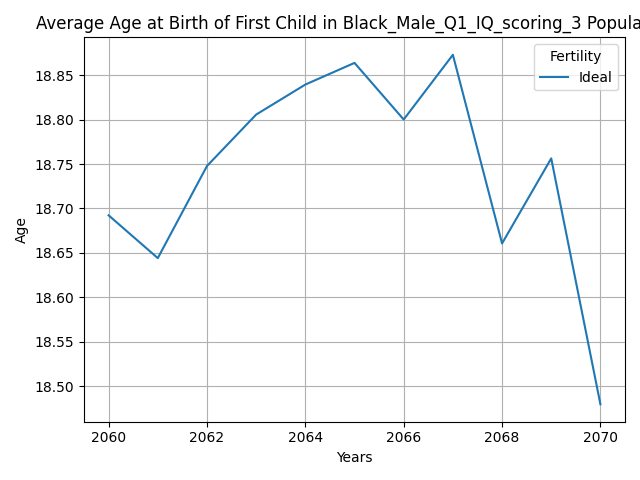 Average Age at Birth of First Child in Black_Male_Q1_IQ_scoring_3 Popula
Fertility
Ideal
18.85
18.80
18.75
18.70
18.65
18.60
18.55
18.50
Age
2060 2062 2064 2066 2068 2070
Years